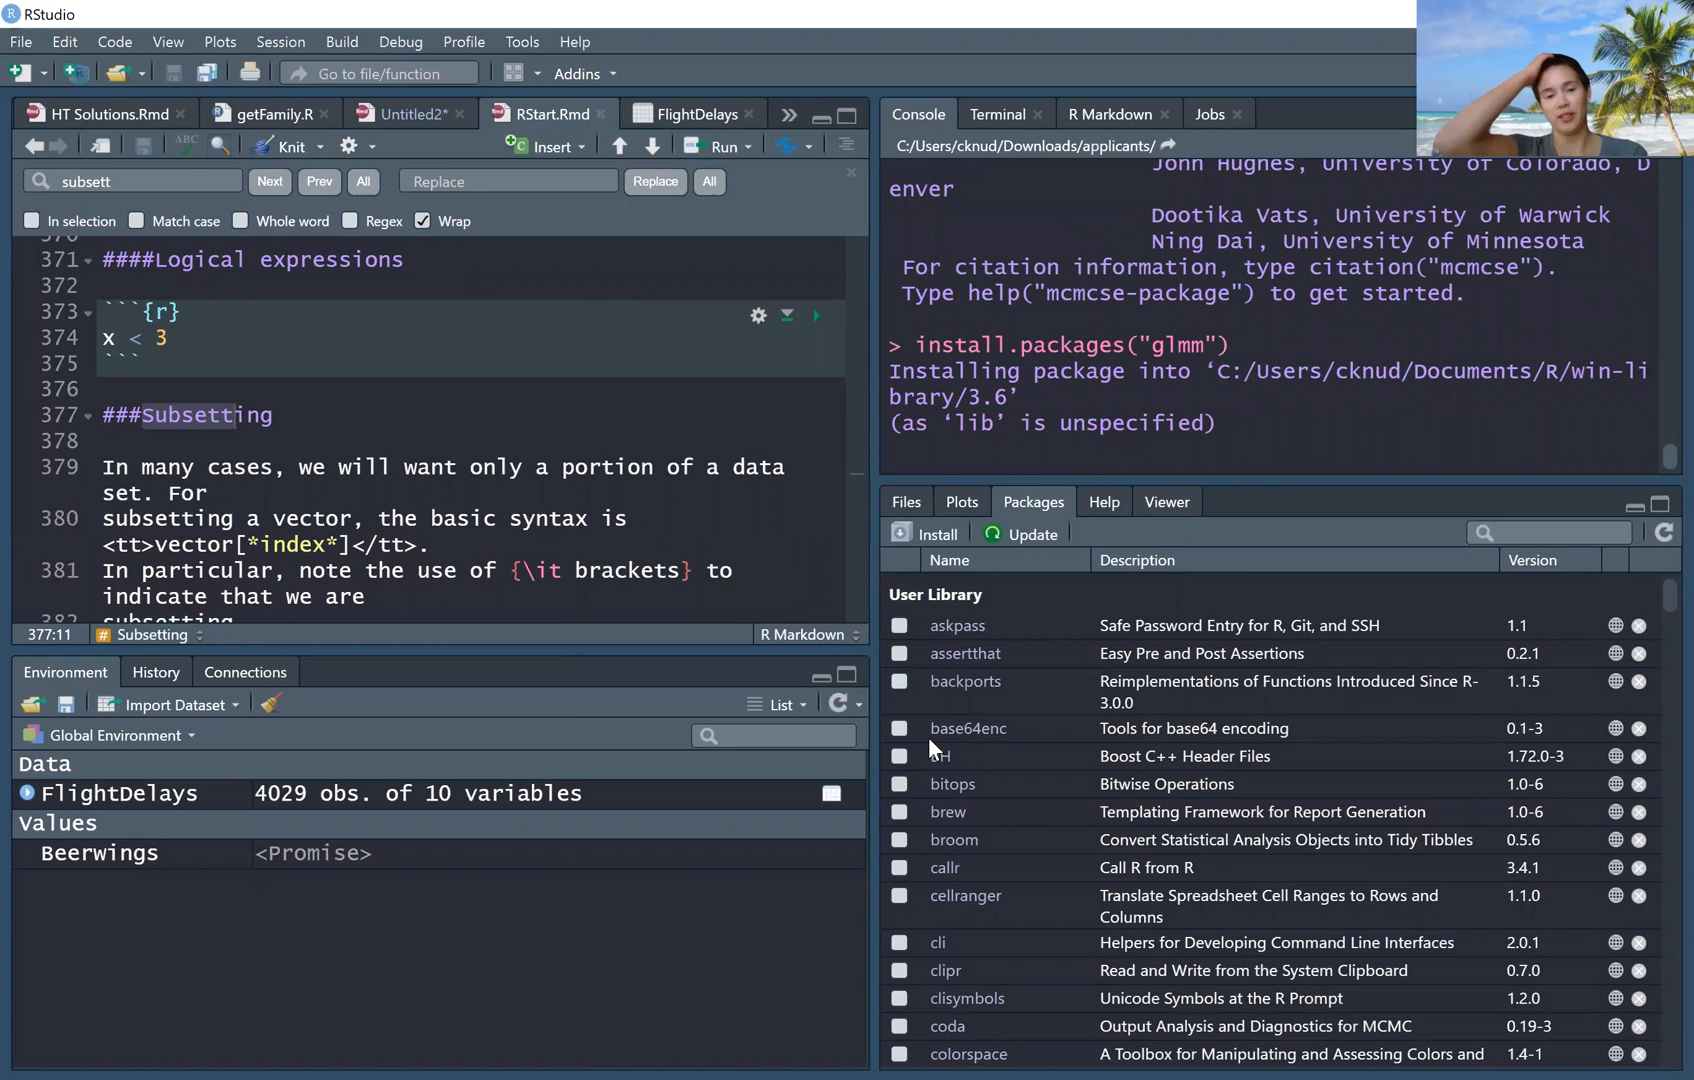 RStudio
File Edit Code View Plots Session Build Debug Profile Tools Help
Go to file/function Addins
HT Solutions.Rmd getFamily.R Untitled2* RStart.Rmd FlightDelays
ABC Knit Insert Run
subsett Next Prev All Replace Replace All
In selection Match case Whole word Regex Wrap
371 ####Logical expressions
372
373 ```{r}
374 x < 3
375 ```
376
377 ###Subsetting
378
379 In many cases, we will want only a portion of a data
set. For
380 subsetting a vector, the basic syntax is
<tt>vector[*index*]</tt>.
381 In particular, note the use of {\it brackets} to
indicate that we are
382 subsetting
377:11 # Subsetting R Markdown
Environment History Connections
Import Dataset List
Global Environment
Data
FlightDelays 4029 obs. of 10 variables
Values
Beerwings <Promise>
Console Terminal R Markdown Jobs
C:/Users/cknud/Downloads/applicants/
John Hughes, University of Colorado, D
enver
Dootika Vats, University of Warwick
Ning Dai, University of Minnesota
For citation information, type citation("mcmcse").
Type help("mcmcse-package") to get started.
> install.packages("glmm")
Installing package into ‘C:/Users/cknud/Documents/R/win-li
brary/3.6’
(as ‘lib’ is unspecified)
Files Plots Packages Help Viewer
Install Update
Name Description Version
User Library
askpass Safe Password Entry for R, Git, and SSH 1.1
assertthat Easy Pre and Post Assertions 0.2.1
backports Reimplementations of Functions Introduced Since R- 1.1.5
3.0.0
base64enc Tools for base64 encoding 0.1-3
Boost C++ Header Files 1.72.0-3
bitops Bitwise Operations 1.0-6
brew Templating Framework for Report Generation 1.0-6
broom Convert Statistical Analysis Objects into Tidy Tibbles 0.5.6
callr Call R from R 3.4.1
cellranger Translate Spreadsheet Cell Ranges to Rows and 1.1.0
Columns
cli Helpers for Developing Command Line Interfaces 2.0.1
clipr Read and Write from the System Clipboard 0.7.0
clisymbols Unicode Symbols at the R Prompt 1.2.0
coda Output Analysis and Diagnostics for MCMC 0.19-3
colorspace A Toolbox for Manipulating and Assessing Colors and 1.4-1